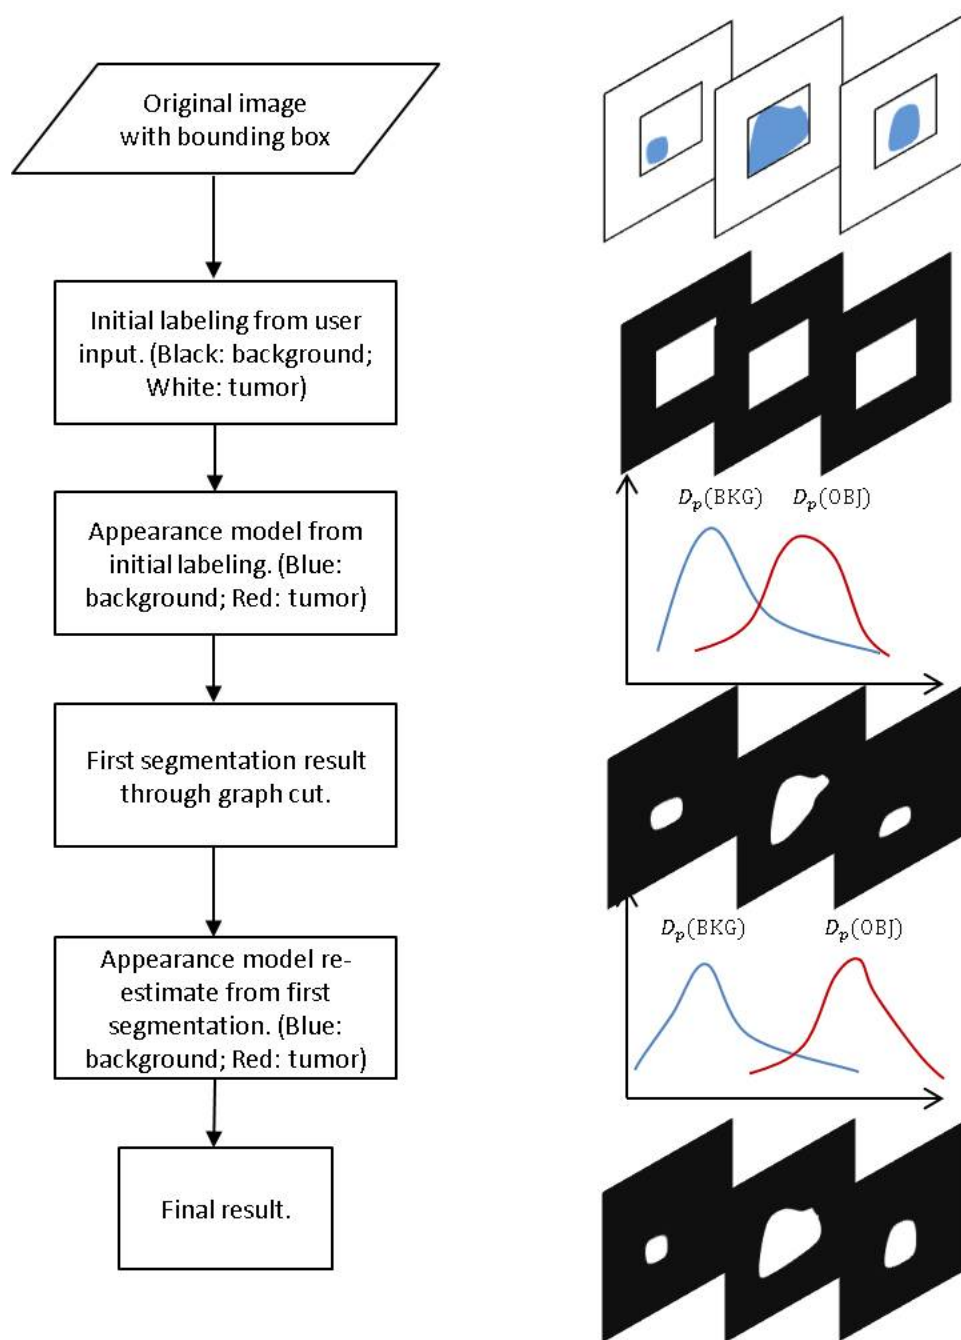 Original image
with bounding box
Initial labeling from user
input. (Black: background;
White: tumor)
D_p(BKG)
D_p(OBJ)
Appearance model from
initial labeling. (Blue:
background; Red: tumor)
First segmentation result
through graph cut.
D_p(BKG)
D_p(OBJ)
Appearance model re-
estimate from first
segmentation. (Blue:
background; Red: tumor)
Final result.